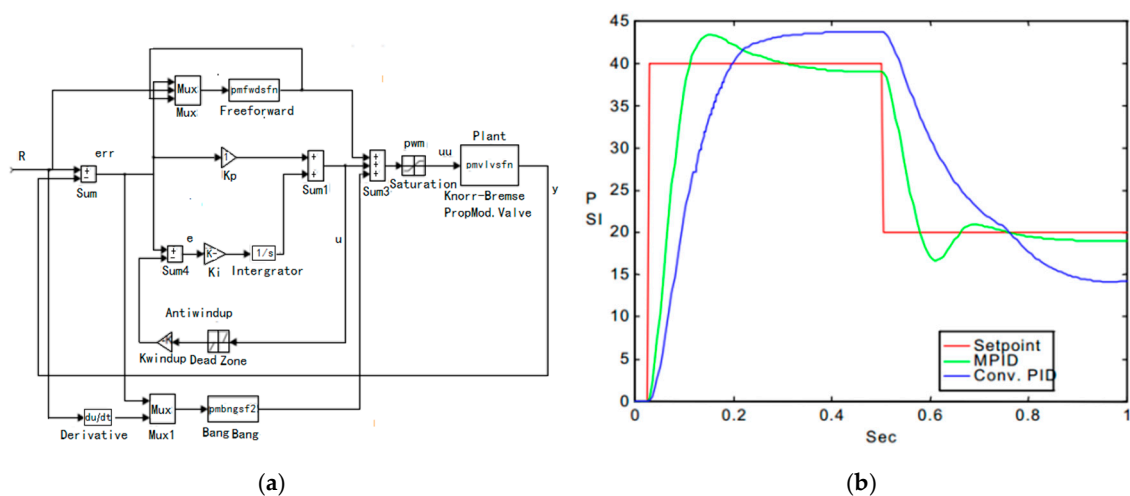 R
err
Sum
Mux
Mux
pmfwdsfn
Freeforward
1
Kp
Sum1
Sum3
pwm
Saturation
uu
Plant
pmvlvsfn
Knorr-Bremse
PropMod.Valve
y
u
e
Sum4
K-
Ki
1/s
Intergrator
Antiwindup
Kwindup
Dead Zone
du/dt
Derivative
Mux
Mux1
pmbngsf2
Bang Bang
(a)
45
40
35
30
25
20
15
10
5
0
P
SI
0
0.2
0.4
0.6
0.8
1
Sec
Setpoint
MPID
Conv. PID
(b)